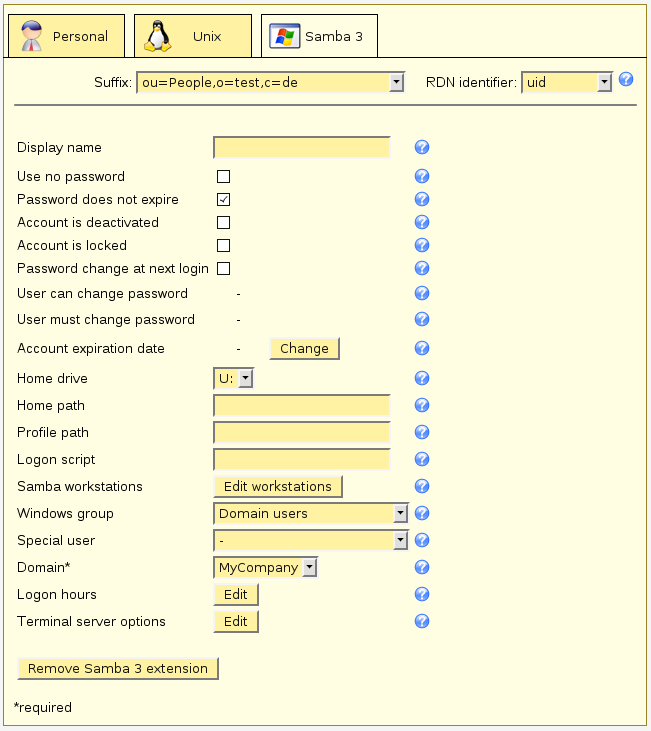 Personal Unix Samba 3
Suffix: ou=People,o=test,c=de RDN identifier: uid
Display name
Use no password
Password does not expire
Account is deactivated
Account is locked
Password change at next login
User can change password -
User must change password -
Account expiration date - Change
Home drive U:
Home path
Profile path
Logon script
Samba workstations Edit workstations
Windows group Domain users
Special user -
Domain* MyCompany
Logon hours Edit
Terminal server options Edit
Remove Samba 3 extension
*required